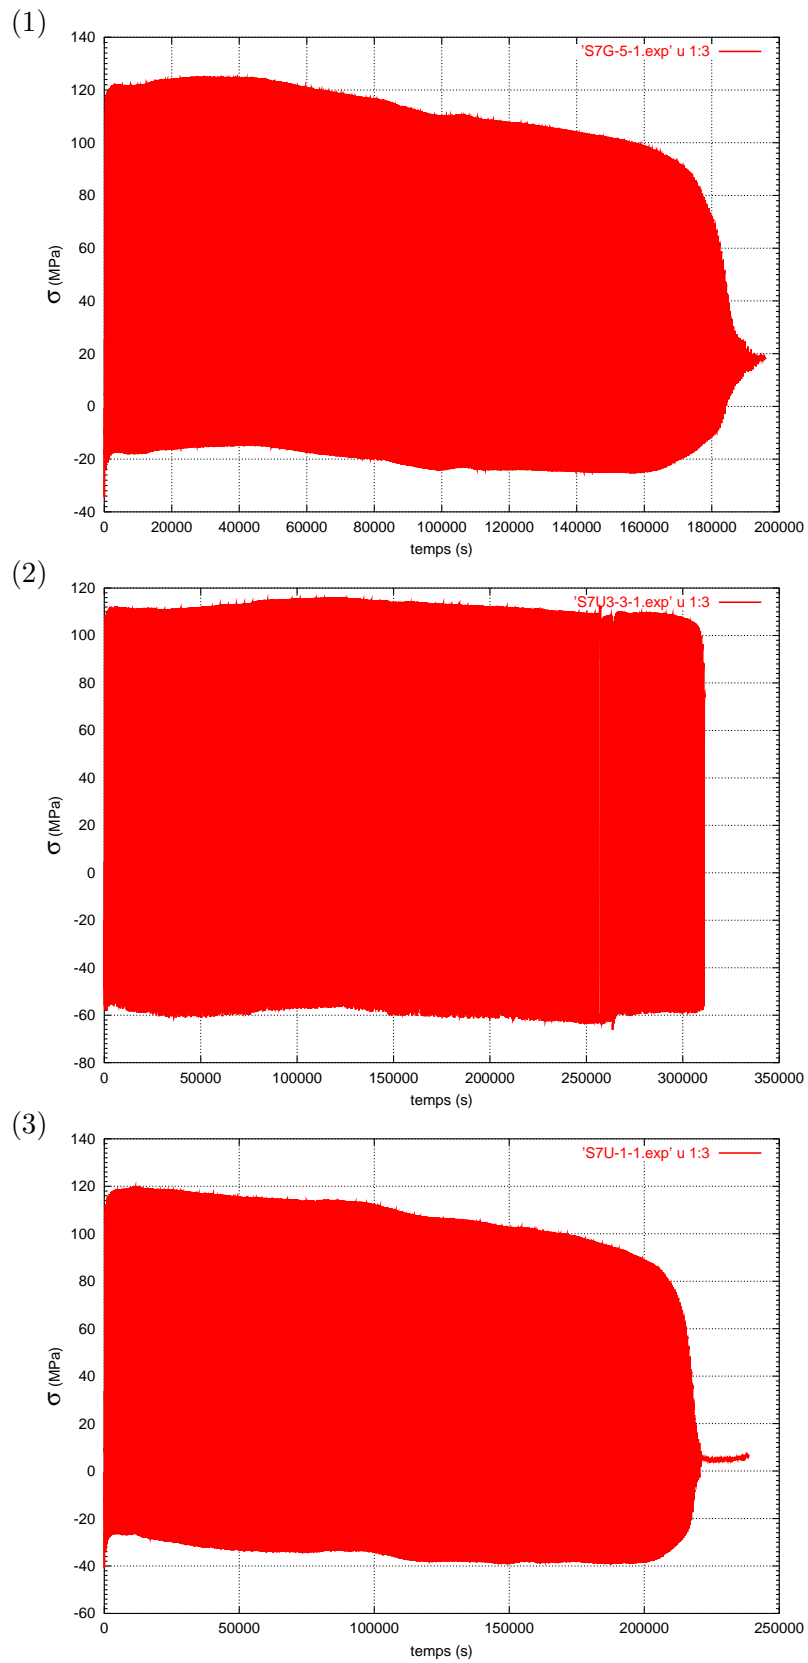 (1)
140
'S7G-5-1.exp' u 1:3
120
100
80
60
40
20
0
-20
-40
σ (MPa)
0 20000 40000 60000 80000 100000 120000 140000 160000 180000 200000
temps (s)
(2)
120
'S7U3-3-1.exp' u 1:3
100
80
60
40
20
0
-20
-40
-60
-80
σ (MPa)
0 50000 100000 150000 200000 250000 300000 350000
temps (s)
(3)
140
'S7U-1-1.exp' u 1:3
120
100
80
60
40
20
0
-20
-40
-60
σ (MPa)
0 50000 100000 150000 200000 250000
temps (s)